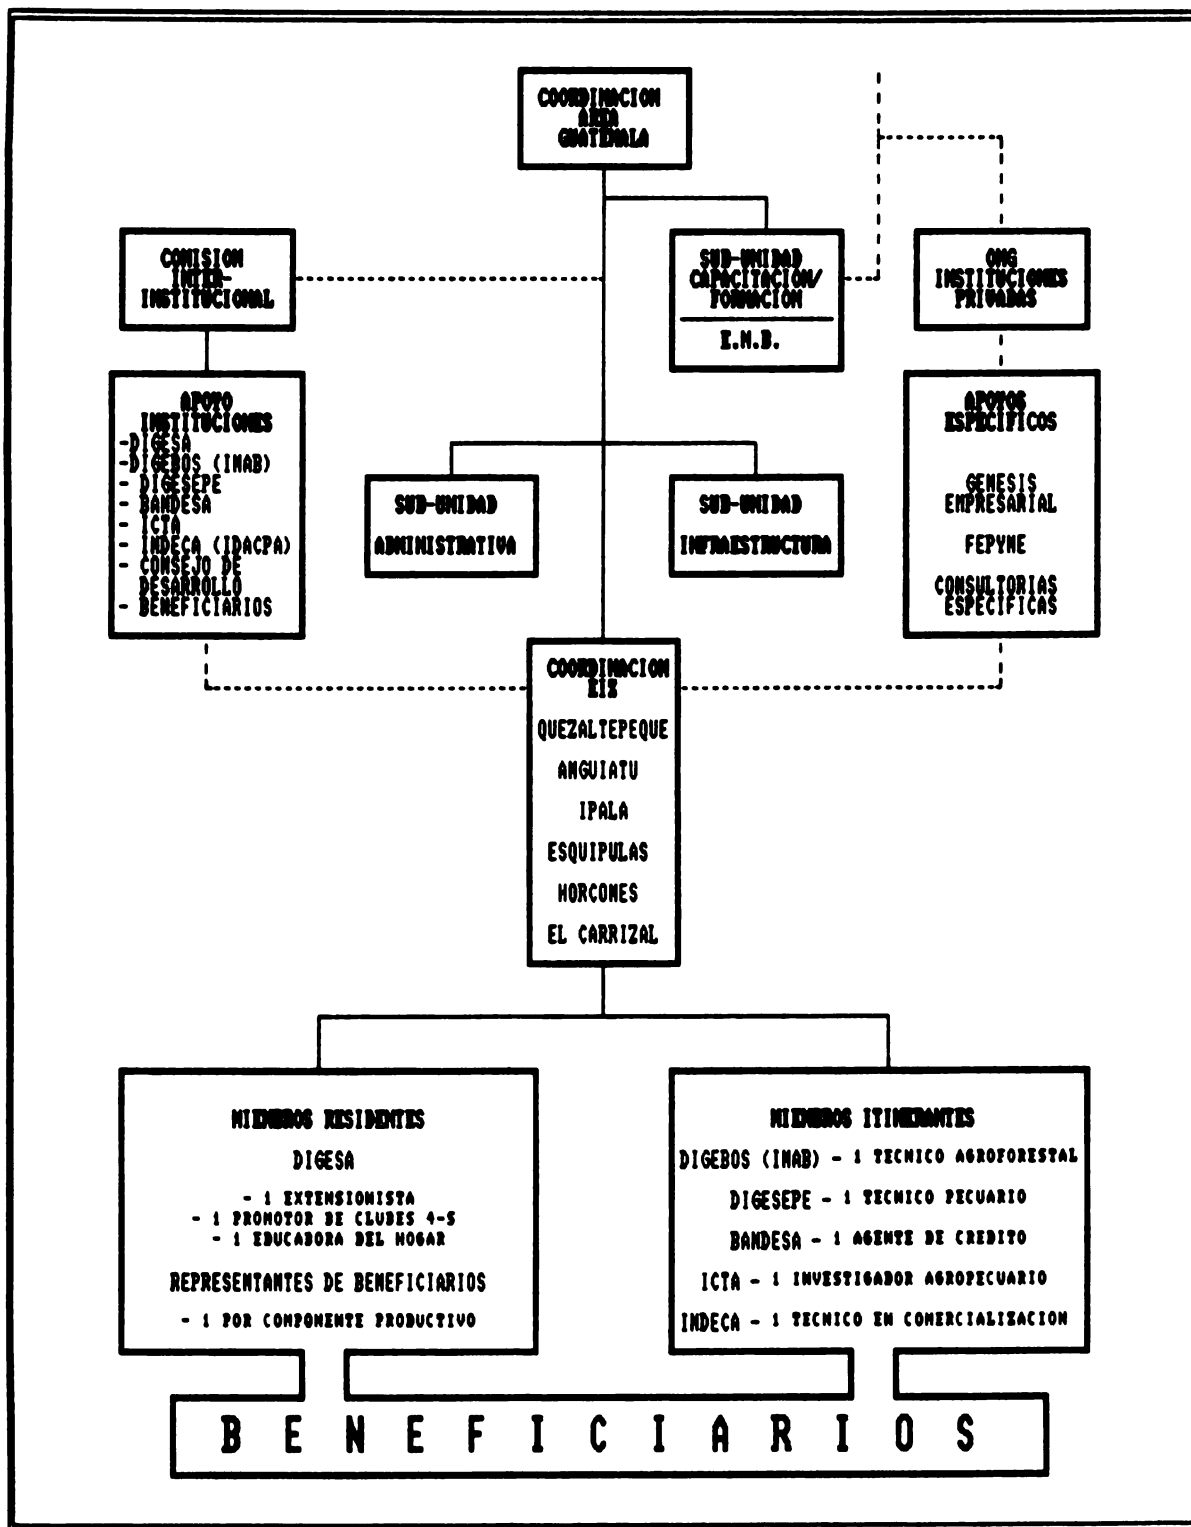 COORDINACION
AREA
GUATEMALA
COMISION
INTER-
INSTITUCIONAL
SUB-UNIDAD
CAPACITACION/
FORMACION
E.M.B.
ONG
INSTITUCIONES
PRIVADAS
APOYO
INSTITUCIONES
-DIGESA
-DIGEBOS (INAB)
- DIGESEPE
- BANDESA
- ICTA
- INDECA (IDACPA)
- CONSEJO DE
DESARROLLO
- BENEFICIARIOS
APOYOS
ESPECIFICOS
GENESIS
EMPRESARIAL
FEPYME
CONSULTORIAS
ESPECIFICAS
SUB-UNIDAD
ADMINISTRATIVA
SUB-UNIDAD
INFRAESTRUCTURA
COORDINACION
EIZ
QUEZALTEPEQUE
ANGUIATU
IPALA
ESQUIPULAS
HORCONES
EL CARRIZAL
MIEMBROS RESIDENTES
DIGESA
- 1 EXTENSIONISTA
- 1 PROMOTOR DE CLUBES 4-S
- 1 EDUCADORA DEL HOGAR
REPRESENTANTES DE BENEFICIARIOS
- 1 POR COMPONENTE PRODUCTIVO
MIEMBROS ITINERANTES
DIGEBOS (INAB) - 1 TECNICO AGROFORESTAL
DIGESEPE - 1 TECNICO PECUARIO
BANDESA - 1 AGENTE DE CREDITO
ICTA - 1 INVESTIGADOR AGROPECUARIO
INDECA - 1 TECNICO EN COMERCIALIZACION
B E N E F I C I A R I O S